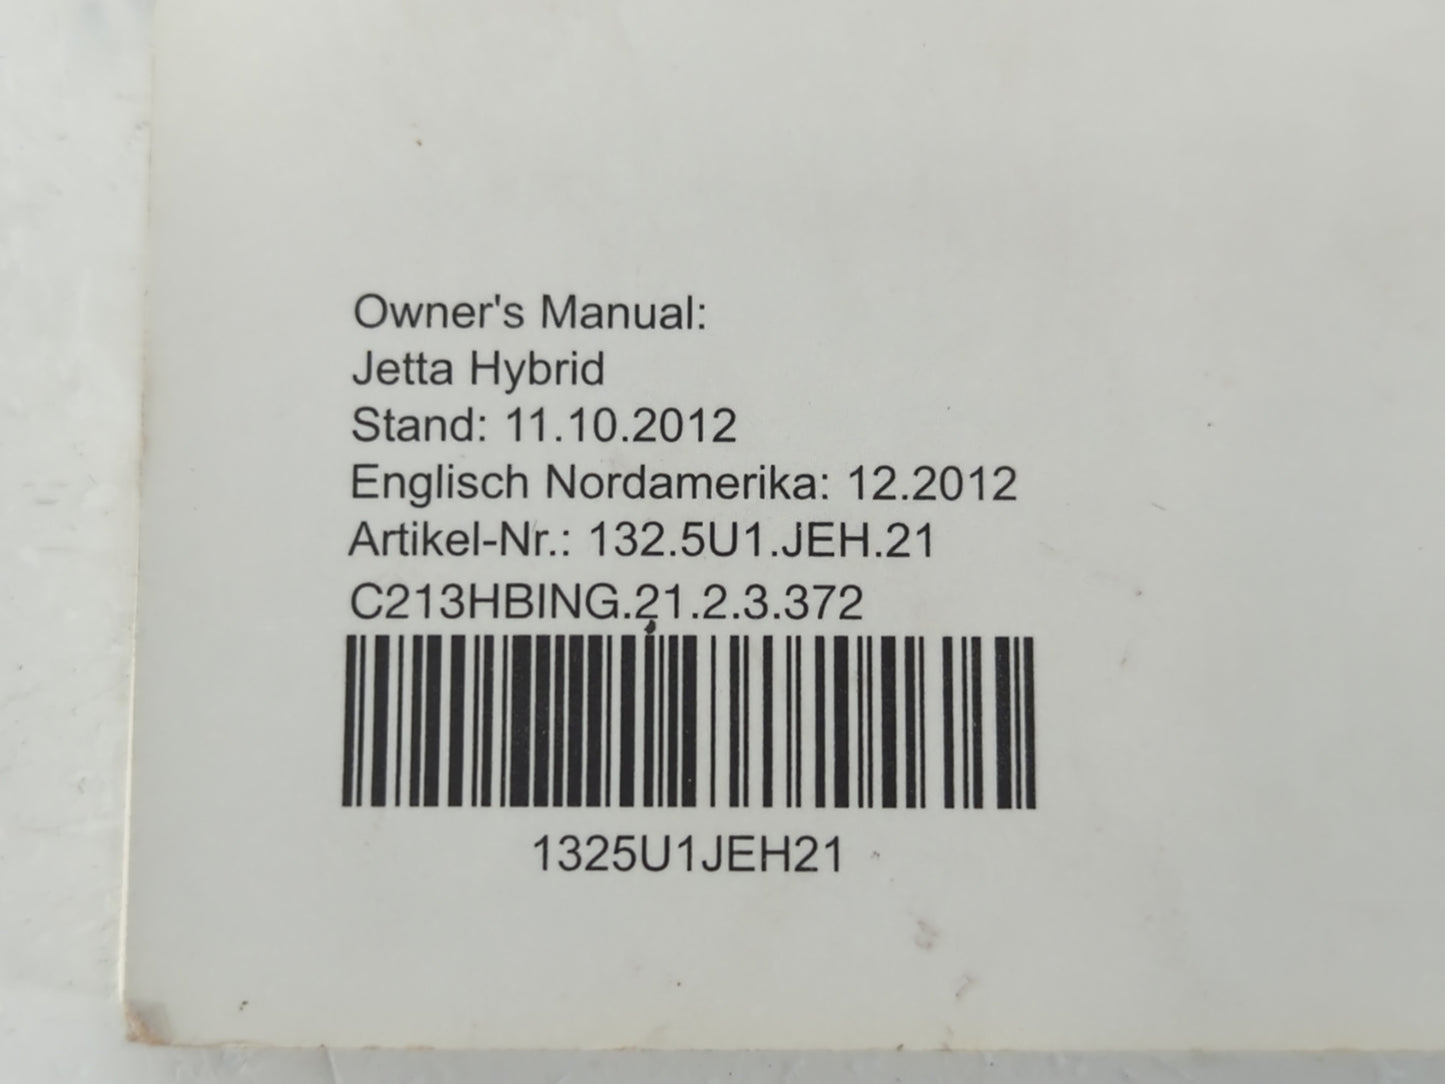 Owner's Manual:
Jetta Hybrid
Stand: 11.10.2012
Englisch Nordamerika: 12.2012
Artikel-Nr.: 132.5U1.JEH.21
C213HBING.21.2.3.372
1325U1JEH21